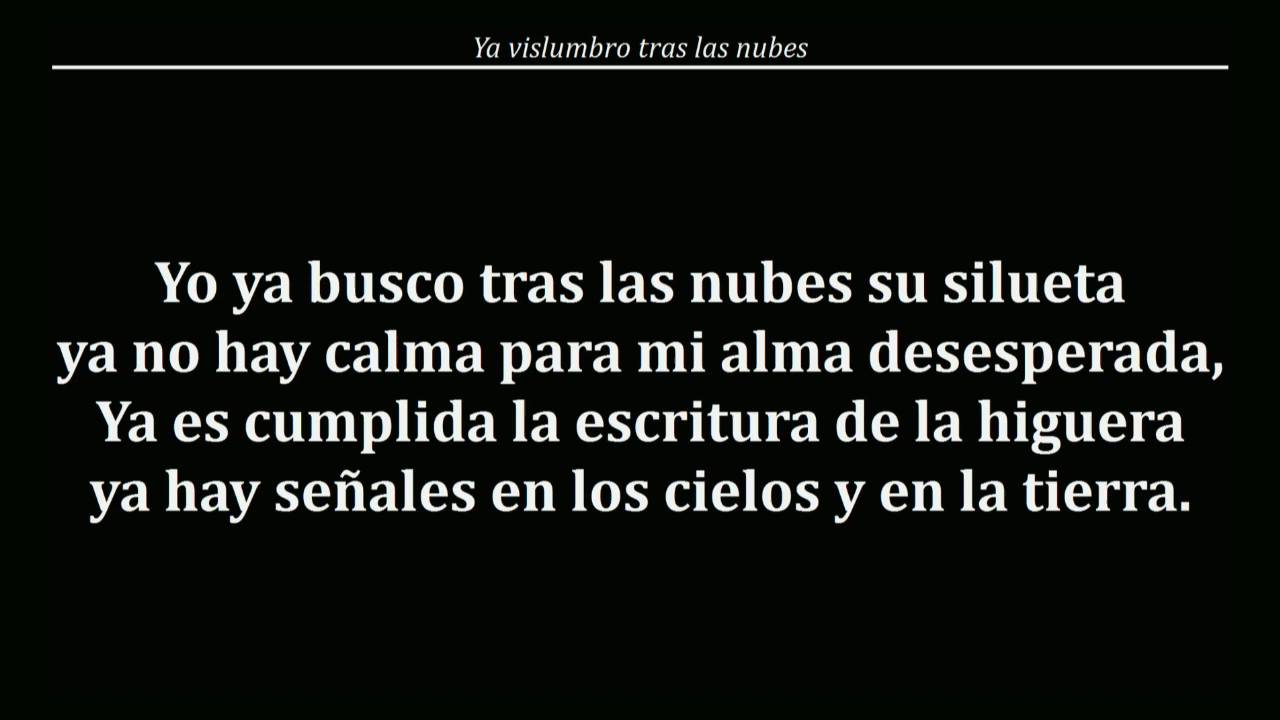 Ya vislumbro tras las nubes
Yo ya busco tras las nubes su silueta
ya no hay calma para mi alma desesperada,
Ya es cumplida la escritura de la higuera
ya hay señales en los cielos y en la tierra.